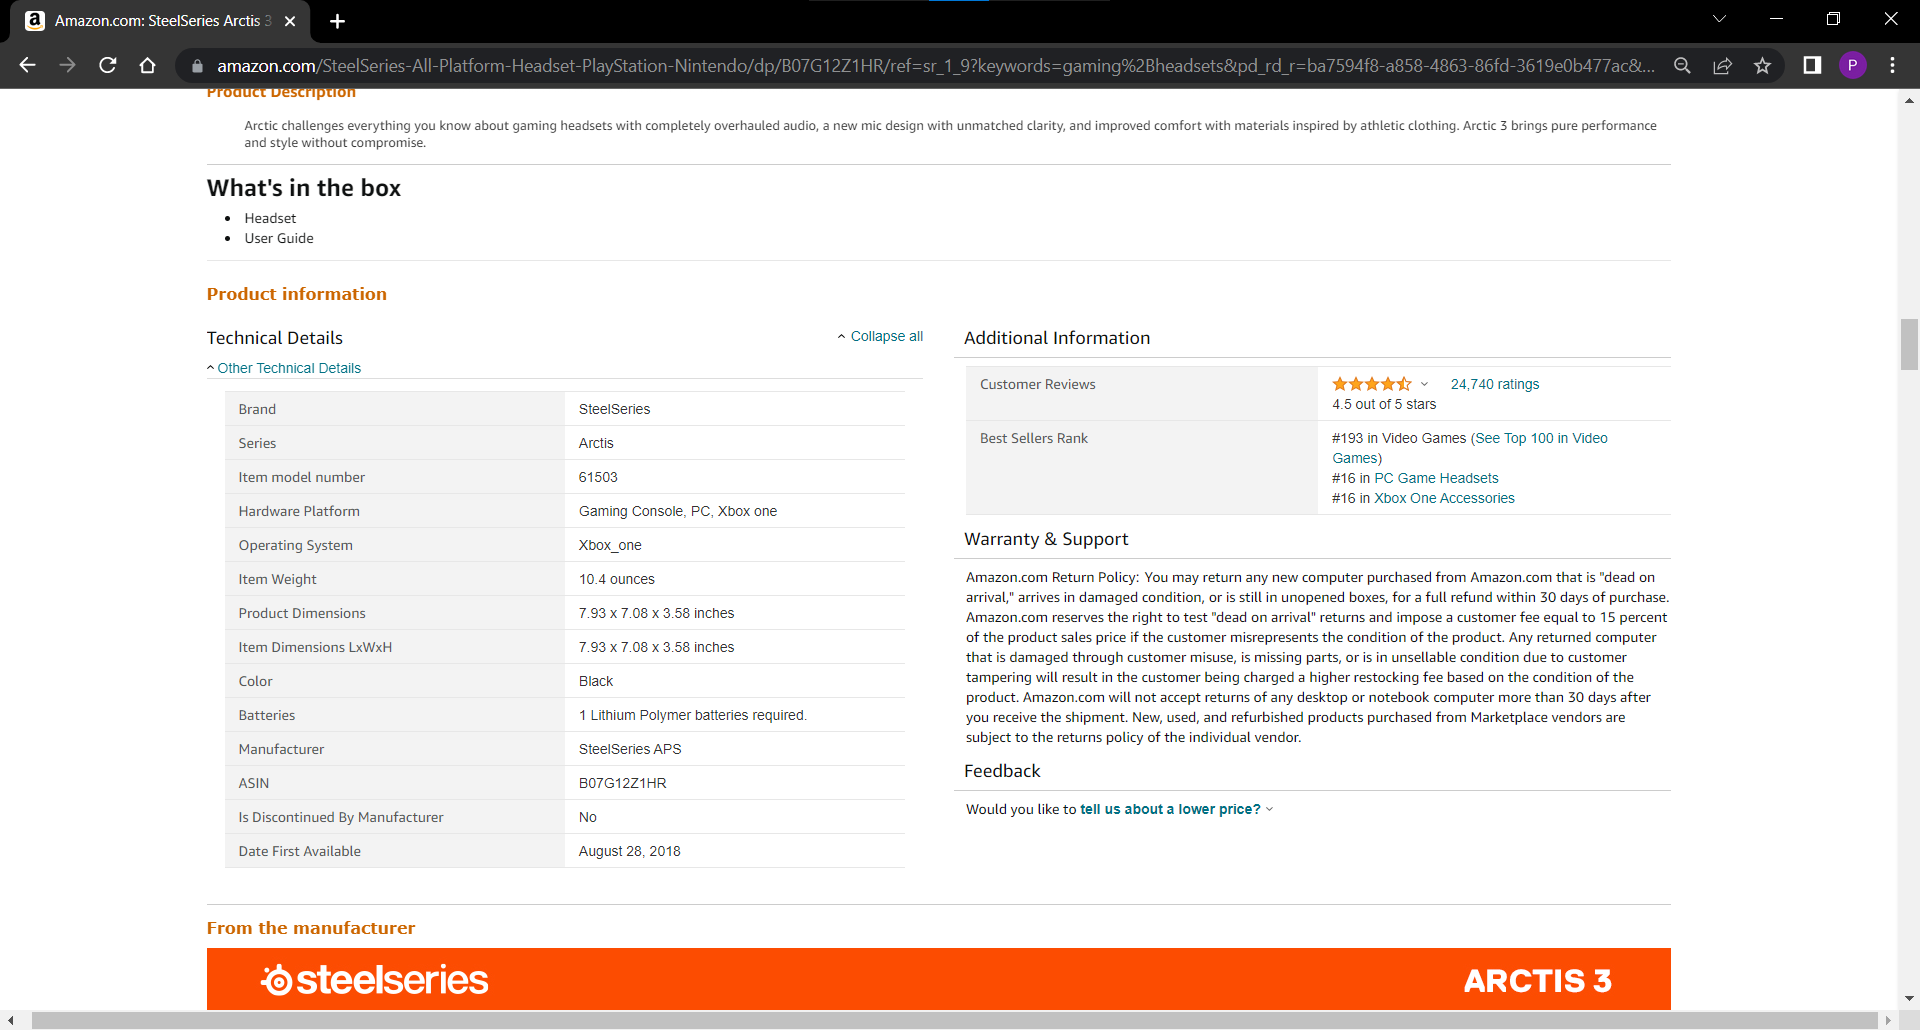 Amazon.com: SteelSeries Arctis 3
amazon.com/SteelSeries-All-Platform-Headset-PlayStation-Nintendo/dp/B07G12Z1HR/ref=sr_1_9?keywords=gaming%2Bheadsets&pd_rd_r=ba7594f8-a858-4863-86fd-3619e0b477ac&...
P
Product Description
Arctic challenges everything you know about gaming headsets with completely overhauled audio, a new mic design with unmatched clarity, and improved comfort with materials inspired by athletic clothing. Arctic 3 brings pure performance
and style without compromise.
What's in the box
• Headset
• User Guide
Product information
Technical Details
Collapse all
Other Technical Details
Brand SteelSeries
Series Arctis
Item model number 61503
Hardware Platform Gaming Console, PC, Xbox one
Operating System Xbox_one
Item Weight 10.4 ounces
Product Dimensions 7.93 x 7.08 x 3.58 inches
Item Dimensions LxWxH 7.93 x 7.08 x 3.58 inches
Color Black
Batteries 1 Lithium Polymer batteries required.
Manufacturer SteelSeries APS
ASIN B07G12Z1HR
Is Discontinued By Manufacturer No
Date First Available August 28, 2018
Additional Information
Customer Reviews 24,740 ratings
4.5 out of 5 stars
Best Sellers Rank #193 in Video Games (See Top 100 in Video
Games)
#16 in PC Game Headsets
#16 in Xbox One Accessories
Warranty & Support
Amazon.com Return Policy: You may return any new computer purchased from Amazon.com that is "dead on
arrival," arrives in damaged condition, or is still in unopened boxes, for a full refund within 30 days of purchase.
Amazon.com reserves the right to test "dead on arrival" returns and impose a customer fee equal to 15 percent
of the product sales price if the customer misrepresents the condition of the product. Any returned computer
that is damaged through customer misuse, is missing parts, or is in unsellable condition due to customer
tampering will result in the customer being charged a higher restocking fee based on the condition of the
product. Amazon.com will not accept returns of any desktop or notebook computer more than 30 days after
you receive the shipment. New, used, and refurbished products purchased from Marketplace vendors are
subject to the returns policy of the individual vendor.
Feedback
Would you like to tell us about a lower price?
From the manufacturer
steelseries
ARCTIS 3